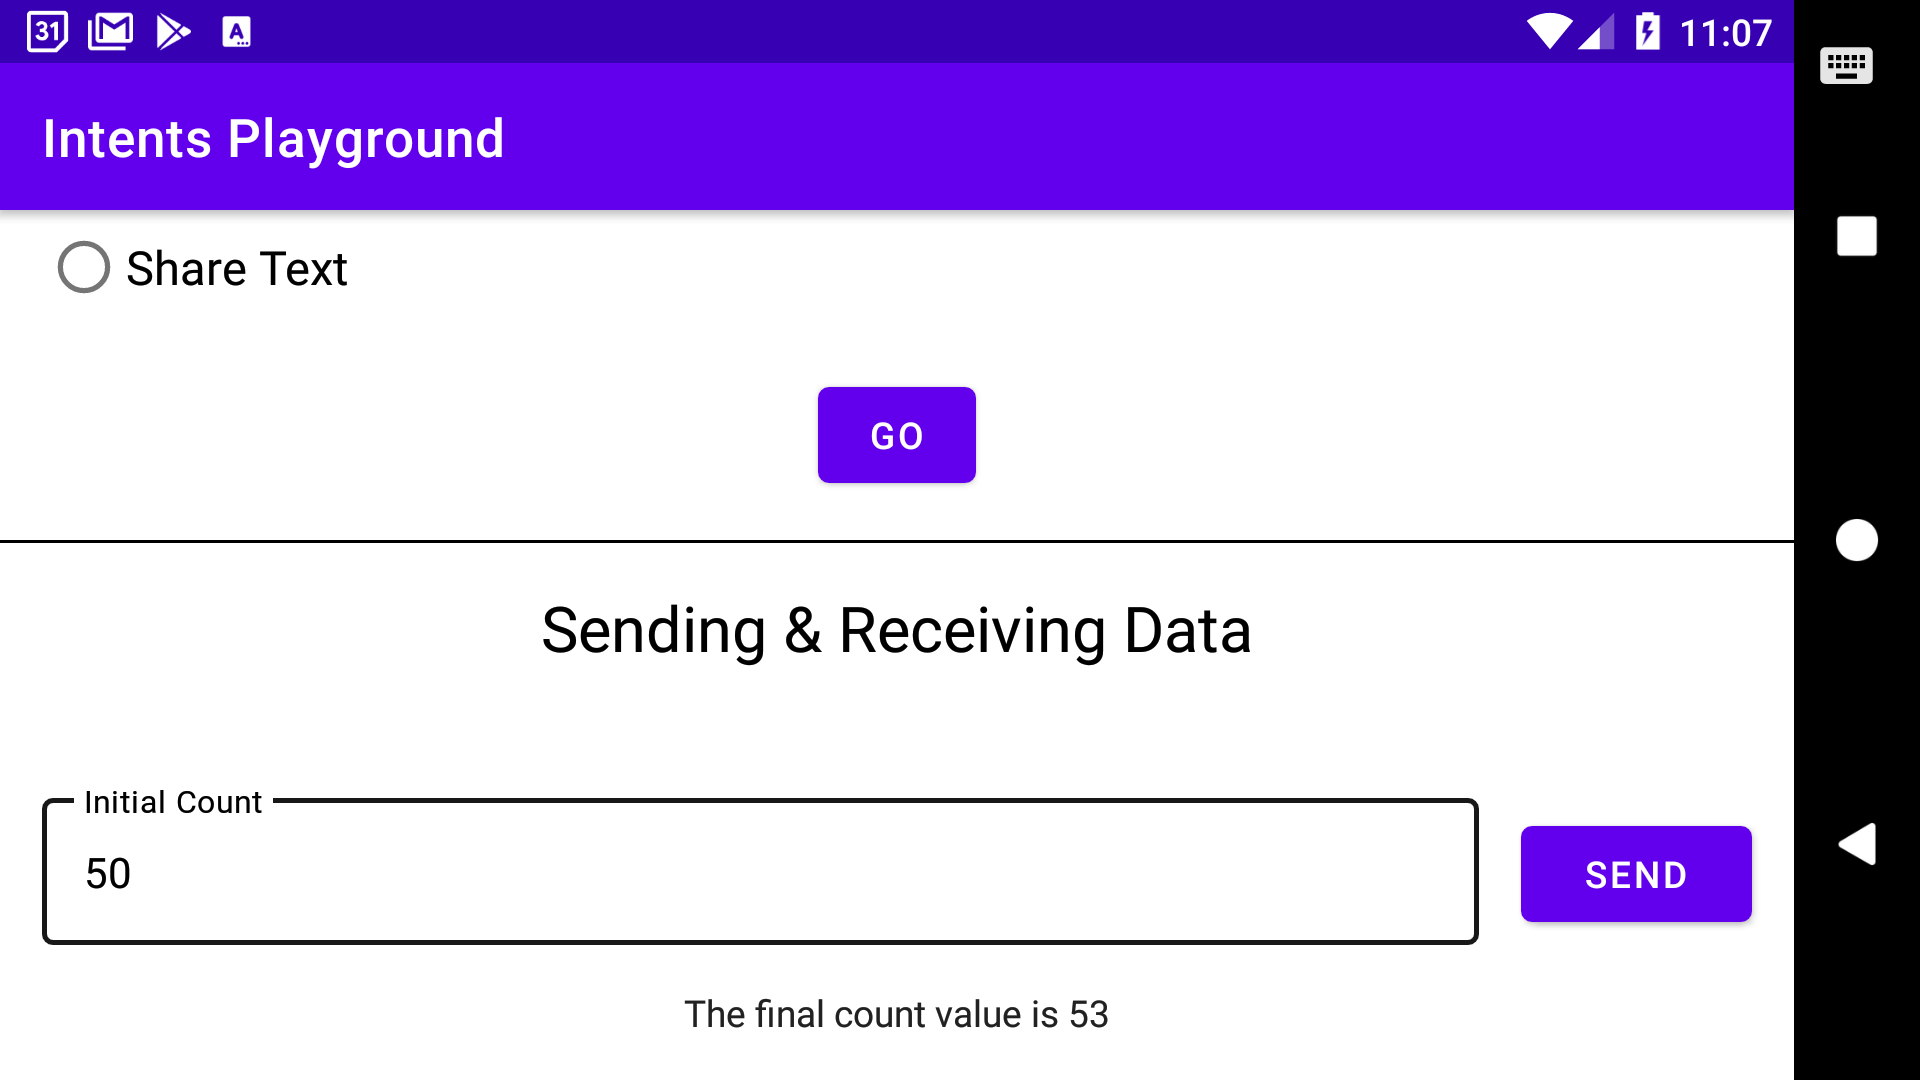 31 A 11:07
Intents Playground
Share Text
GO
Sending & Receiving Data
Initial Count
50
SEND
The final count value is 53